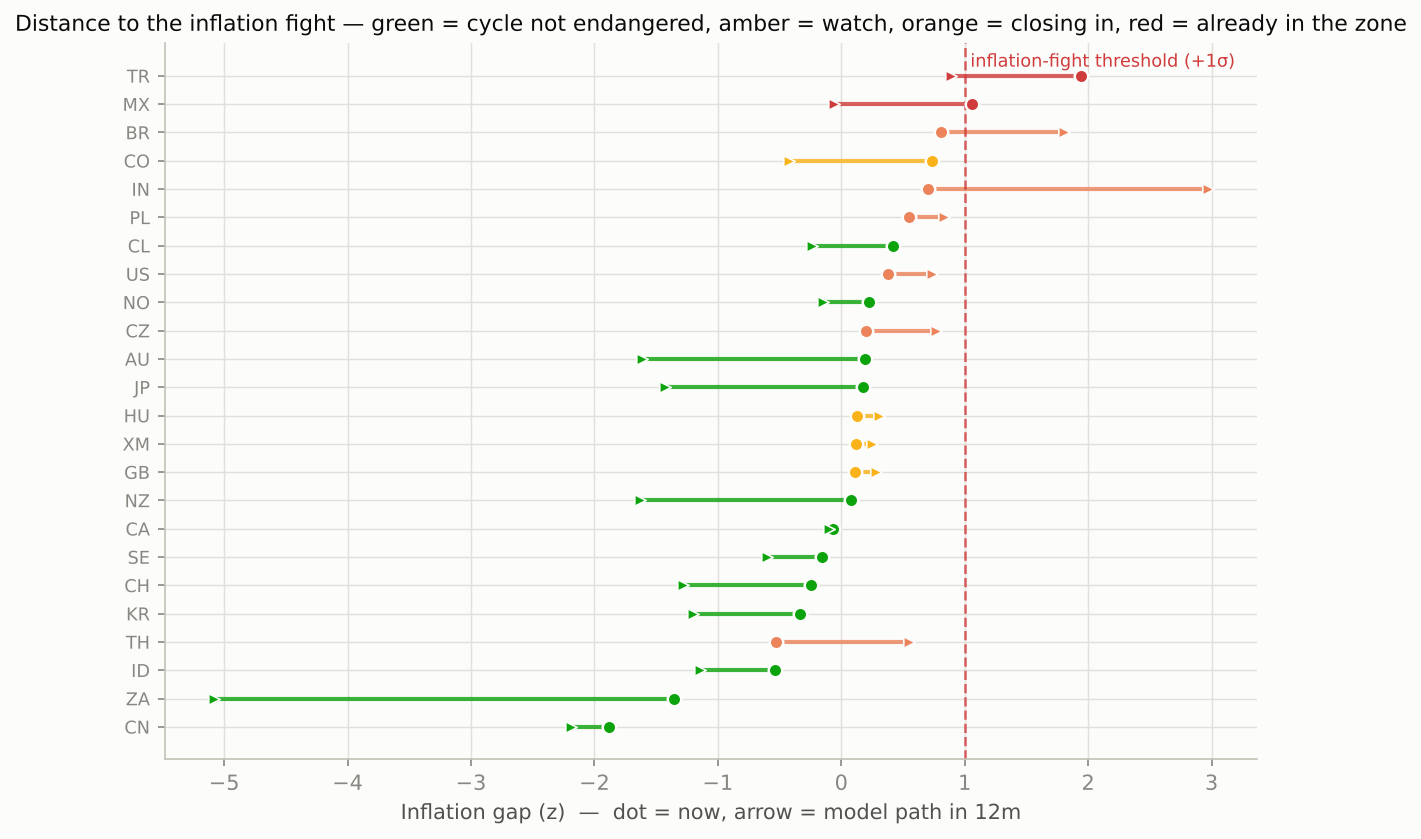 Distance to the inflation fight — green = cycle not endangered, amber = watch, orange = closing in, red = already in the zone
inflation-fight threshold (+1σ)
TR
MX
BR
CO
IN
PL
CL
US
NO
CZ
AU
JP
HU
XM
GB
NZ
CA
SE
CH
KR
TH
ID
ZA
CN
−5 −4 −3 −2 −1 0 1 2 3
Inflation gap (z) — dot = now, arrow = model path in 12m